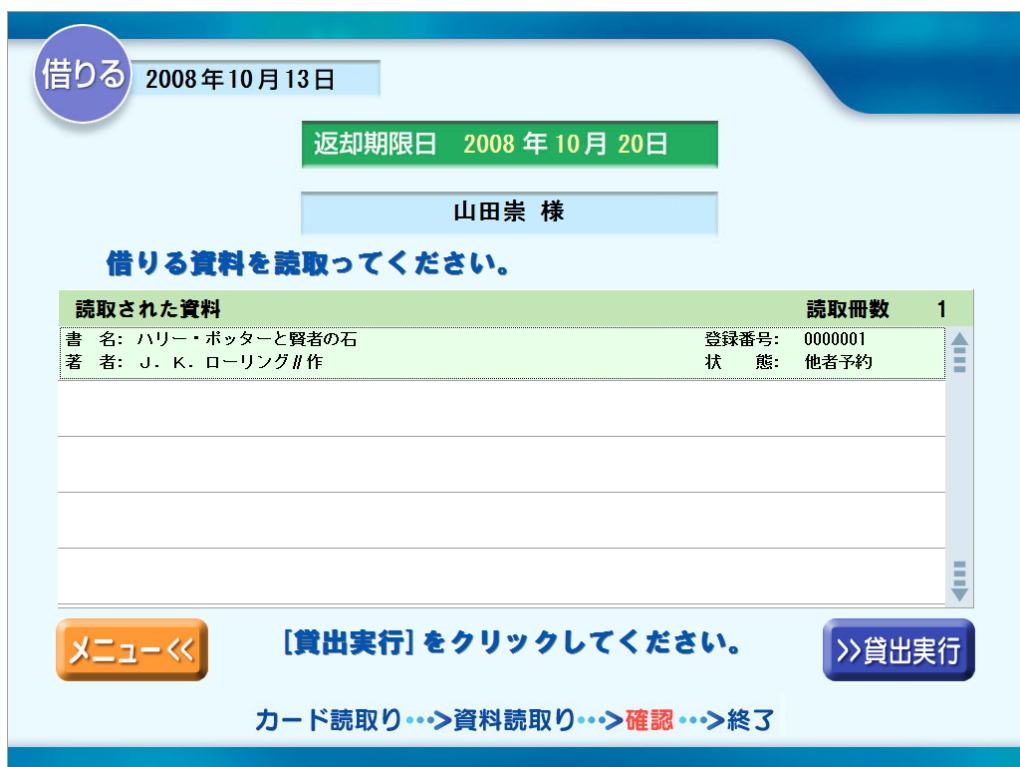 借りる
2008年10月13日
返却期限日 2008 年 10月 20日
山田崇 様
借りる資料を読取ってください。
読取された資料 読取冊数 1
書 名: ハリー・ポッターと賢者の石 登録番号: 0000001
著 者: J. K. ローリング∥作 状 態: 他者予約
メニュー<< [貸出実行] をクリックしてください。 >>貸出実行
カード読取り…>資料読取り…>確認…>終了